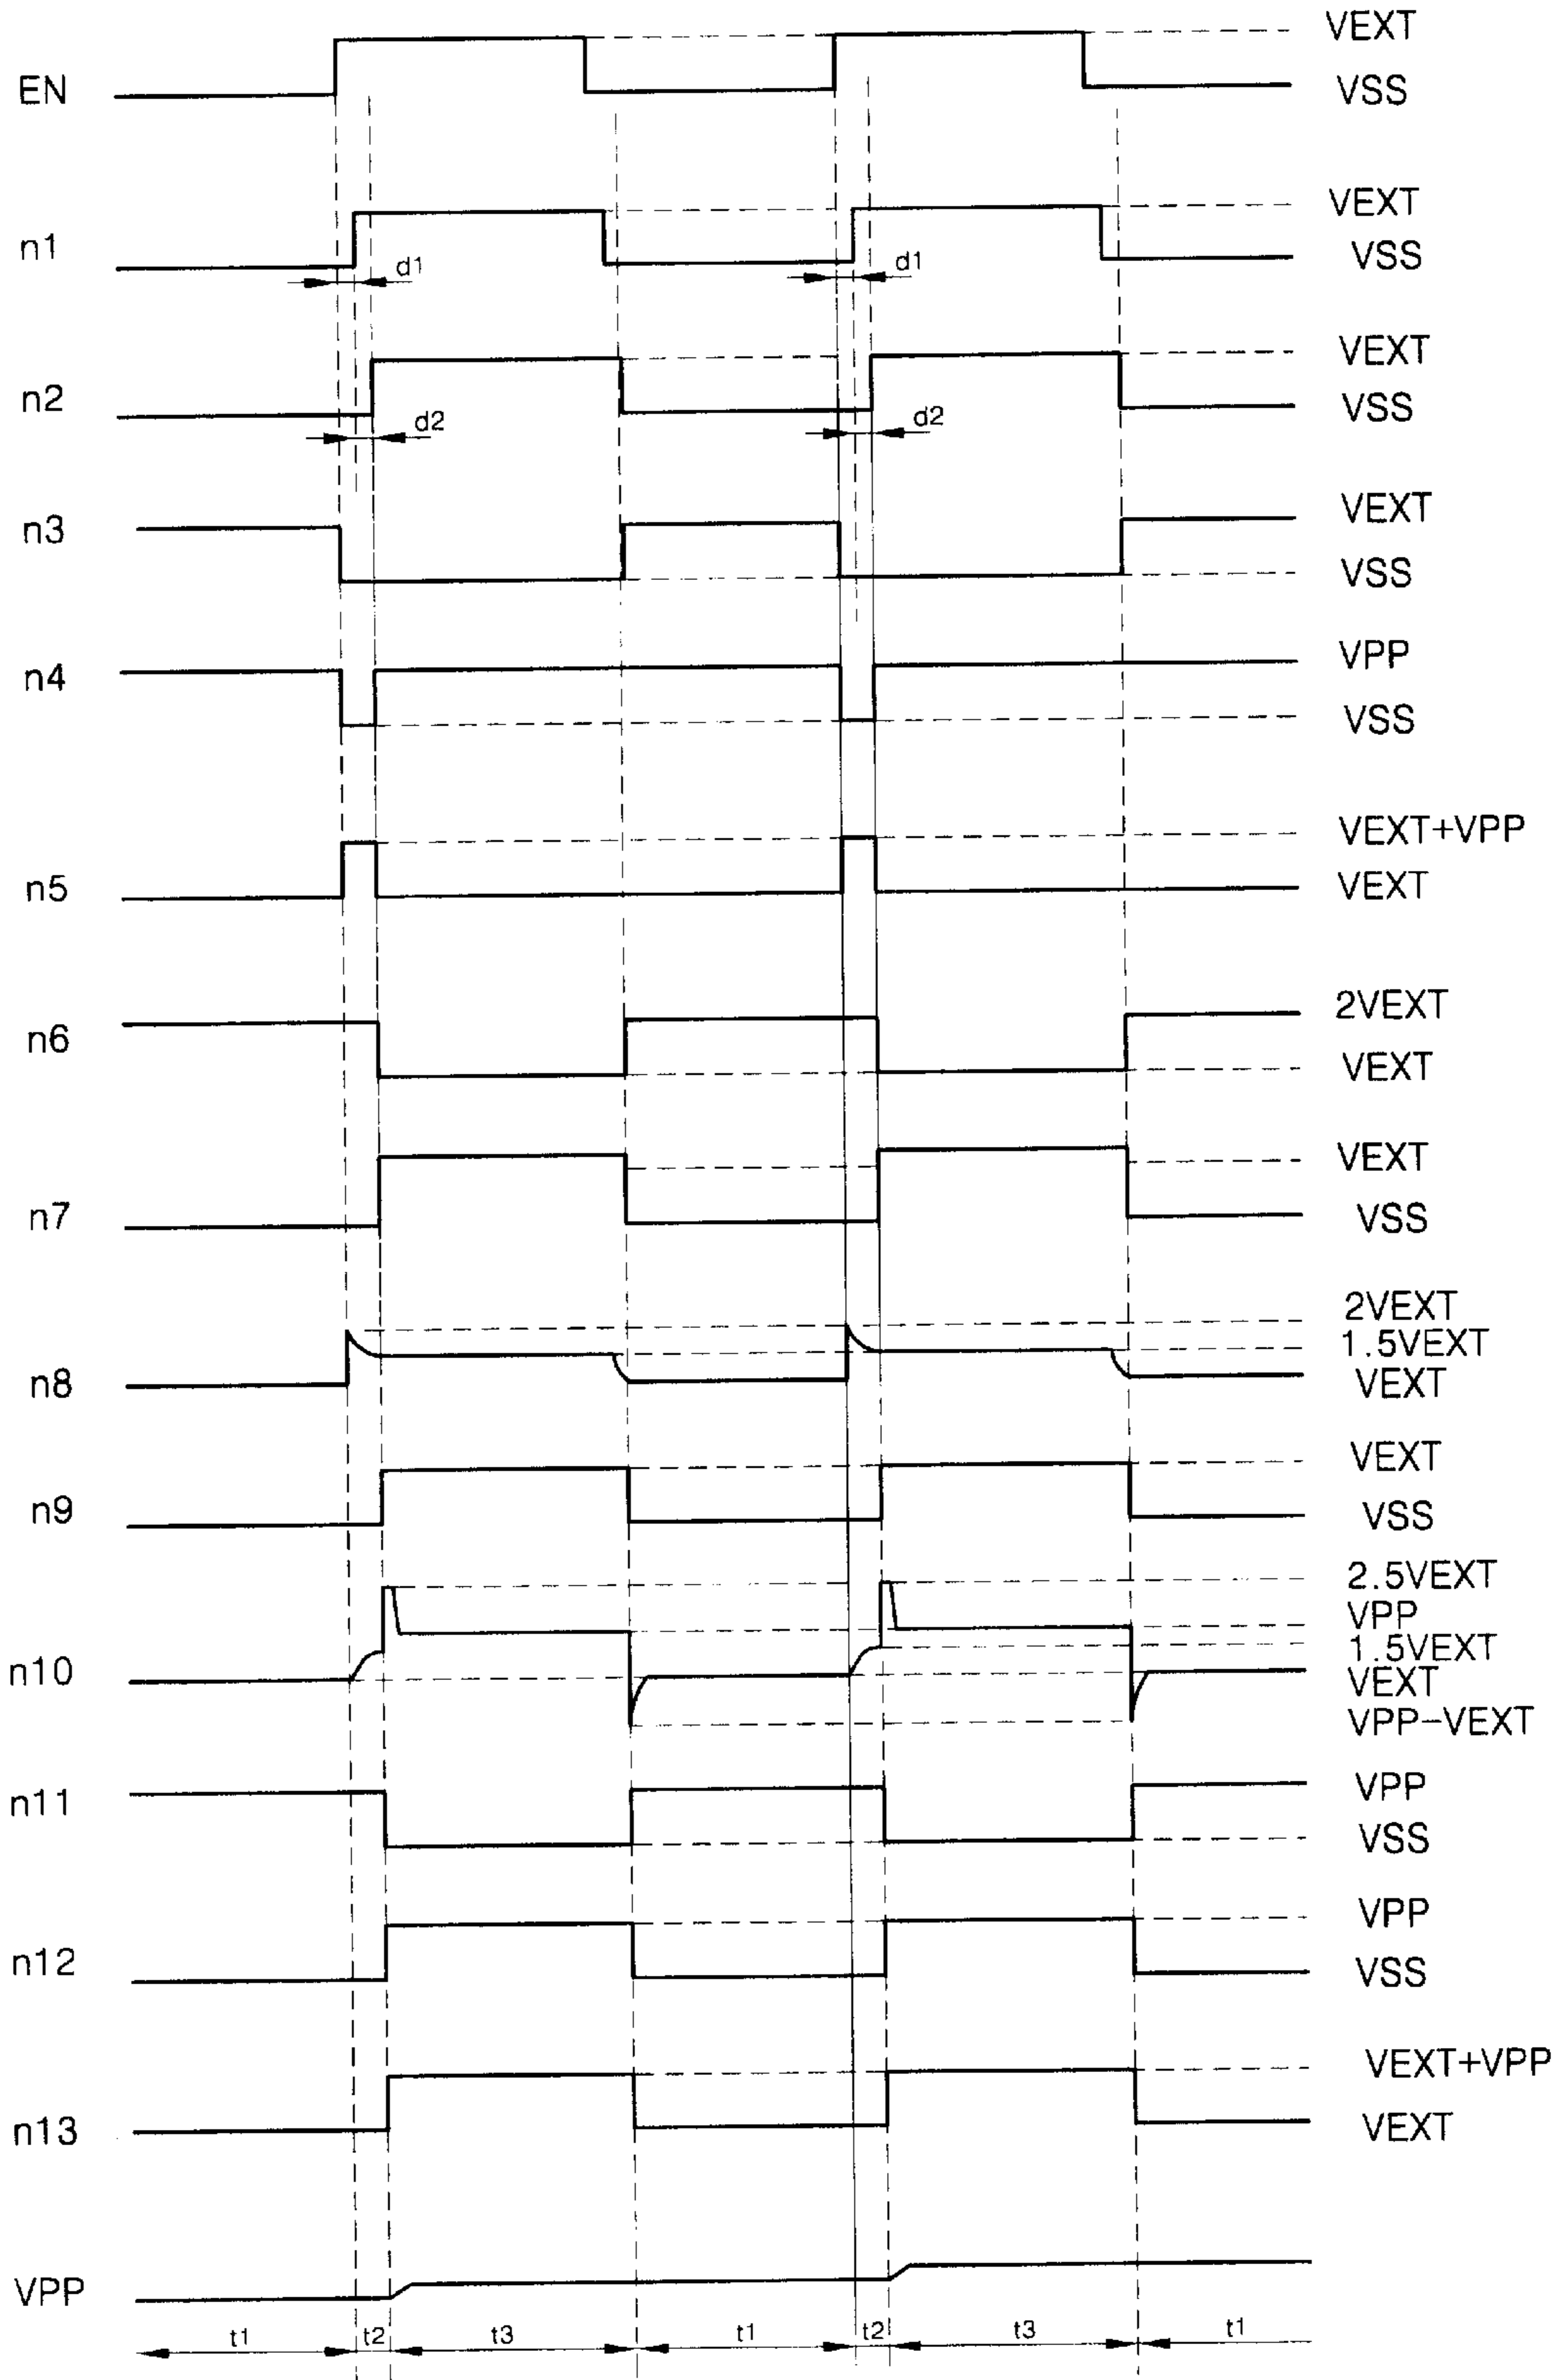 VEXT
EN
VSS
VEXT
n1
VSS
d1
d1
VEXT
n2
VSS
d2
d2
VEXT
n3
VSS
VPP
n4
VSS
VEXT+VPP
n5
VEXT
2VEXT
n6
VEXT
VEXT
n7
VSS
2VEXT
1.5VEXT
n8
VEXT
VEXT
n9
VSS
2.5VEXT
VPP
1.5VEXT
n10
VEXT
VPP-VEXT
VPP
n11
VSS
VPP
n12
VSS
VEXT+VPP
n13
VEXT
VPP
t1 t2 t3 t1 t2 t3 t1